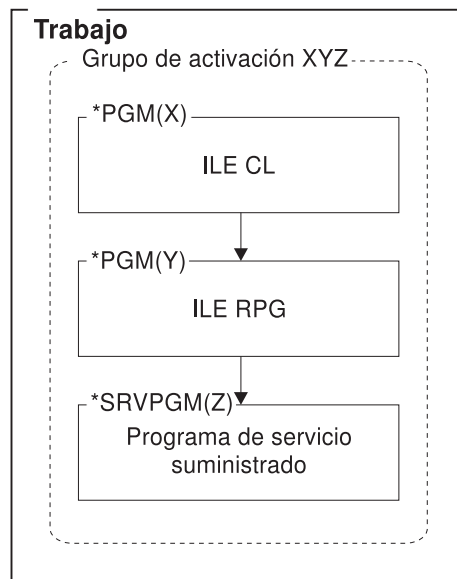 Trabajo
Grupo de activación XYZ
*PGM(X)
ILE CL
*PGM(Y)
ILE RPG
*SRVPGM(Z)
Programa de servicio
suministrado